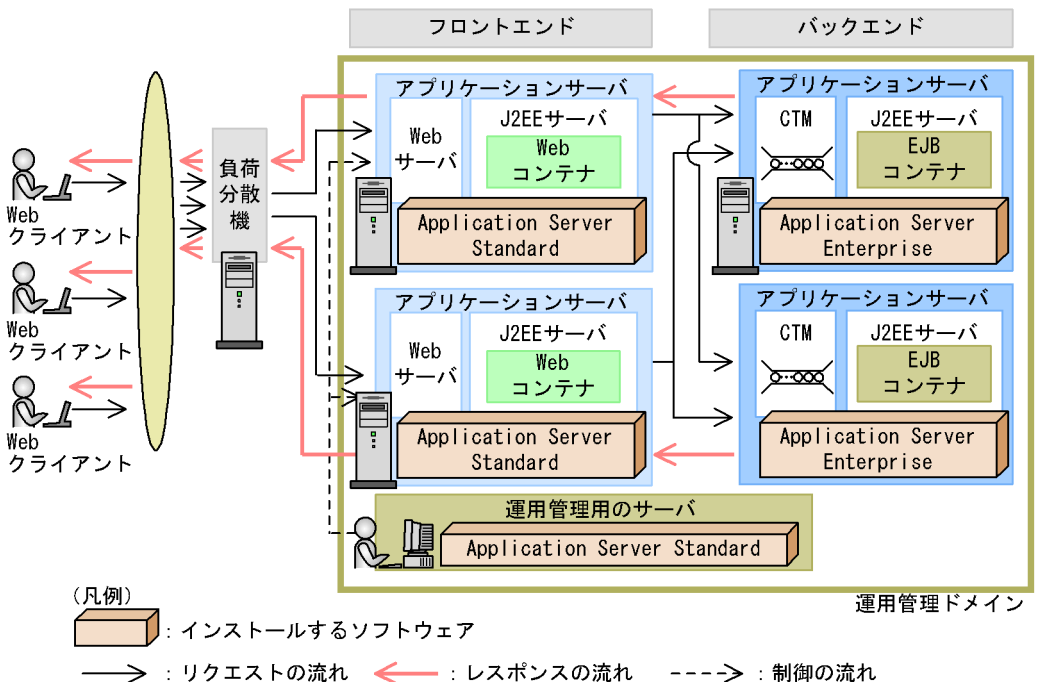 フロントエンド
バックエンド
アプリケーションサーバ
Web
サーバ
J2EEサーバ
Web
コンテナ
Application Server
Standard
アプリケーションサーバ
CTM
J2EEサーバ
EJB
コンテナ
Application Server
Enterprise
負荷
分散
機
Web
クライアント
Web
クライアント
Web
クライアント
アプリケーションサーバ
Web
サーバ
J2EEサーバ
Web
コンテナ
Application Server
Standard
アプリケーションサーバ
CTM
J2EEサーバ
EJB
コンテナ
Application Server
Enterprise
運用管理用のサーバ
Application Server Standard
運用管理ドメイン
(凡例)
：インストールするソフトウェア
：リクエストの流れ
：レスポンスの流れ
：制御の流れ